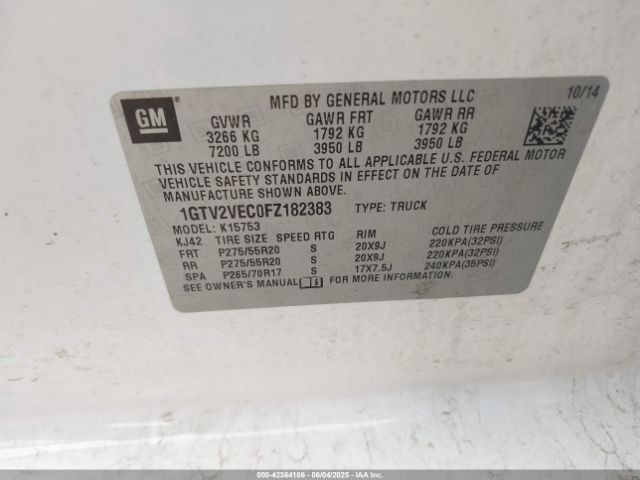 GM
MFD BY GENERAL MOTORS LLC 10/14
GVWR GAWR FRT GAWR RR
3266 KG 1792 KG 1792 KG
7200 LB 3950 LB 3950 LB
THIS VEHICLE CONFORMS TO ALL APPLICABLE U.S. FEDERAL MOTOR
VEHICLE SAFETY STANDARDS IN EFFECT ON THE DATE OF
MANUFACTURE SHOWN ABOVE.
1GTV2VEC0FZ182383 TYPE: TRUCK
MODEL: K15753
KJ42 TIRE SIZE SPEED RTG RIM COLD TIRE PRESSURE
FRT P275/55R20 S 20X9J 220KPA(32PSI)
RR P275/55R20 S 20X9J 220KPA(32PSI)
SPA P265/70R17 S 17X7.5J 240KPA(35PSI)
SEE OWNER'S MANUAL
000-42364186 | 06/04/2025 | IAA Inc.